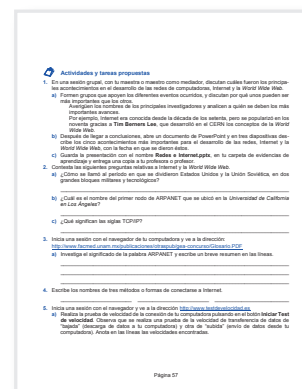 Actividades y tareas propuestas
1. En una sesión grupal, con tu maestra o maestro como mediador, discutan cuáles fueron los principa-
les acontecimientos en el desarrollo de las redes de computadoras, Internet y la World Wide Web.
a) Formen grupos que apoyen los diferentes eventos ocurridos, y discutan por qué unos pueden ser
más importantes que los otros.
Averigüen los nombres de los principales investigadores y analicen a quién se deben los más
importantes avances.
Por ejemplo, Internet era conocida desde la década de los setenta, pero se popularizó en los
noventa gracias a Tim Berners Lee, que desarrolló en el CERN los conceptos de la World
Wide Web.
b) Después de llegar a conclusiones, abre un documento de PowerPoint y en tres diapositivas des-
cribe los cinco acontecimientos más importantes para el desarrollo de las redes, Internet y la
World Wide Web, con la fecha en que se dieron éstos.
c) Guarda la presentación con el nombre Redes e Internet.pptx, en tu carpeta de evidencias de
aprendizaje y entrega una copia a tu profesora o profesor.
2. Contesta las siguientes preguntas relativas a Internet y la World Wide Web.
a) ¿Cómo se llamó al periodo en que se dividieron Estados Unidos y la Unión Soviética, en dos
grandes bloques militares y tecnológicos?
b) ¿Cuál es el nombre del primer nodo de ARPANET que se ubicó en la Universidad de California
en Los Ángeles?
c) ¿Qué significan las siglas TCP/IP?
3. Inicia una sesión con el navegador de tu computadora y ve a la dirección:
http://www.facmed.unam.mx/publicaciones/otraspub/gea-concurso/Glosario.PDF
a) Investiga el significado de la palabra ARPANET y escribe un breve resumen en las líneas.
4. Escribe los nombres de tres métodos o formas de conectarse a Internet.
5. Inicia una sesión con el navegador y ve a la dirección http://www.testdevelocidad.es.
a) Realiza la prueba de velocidad de la conexión de tu computadora pulsando en el botón Iniciar Test
de velocidad. Observa que se realiza una prueba de la velocidad de transferencia de datos de
"bajada" (descarga de datos a tu computadora) y otra de "subida" (envío de datos desde tu
computadora). Anota en las líneas las velocidades encontradas.
Página 57